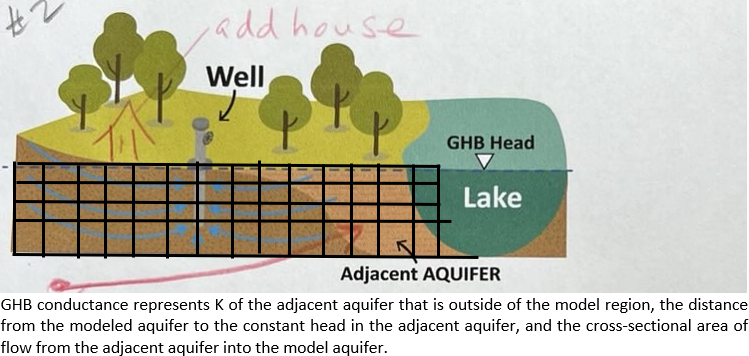 #2
add house
Well
GHB Head
Lake
Adjacent AQUIFER
GHB conductance represents K of the adjacent aquifer that is outside of the model region, the distance
from the modeled aquifer to the constant head in the adjacent aquifer, and the cross-sectional area of
flow from the adjacent aquifer into the model aquifer.